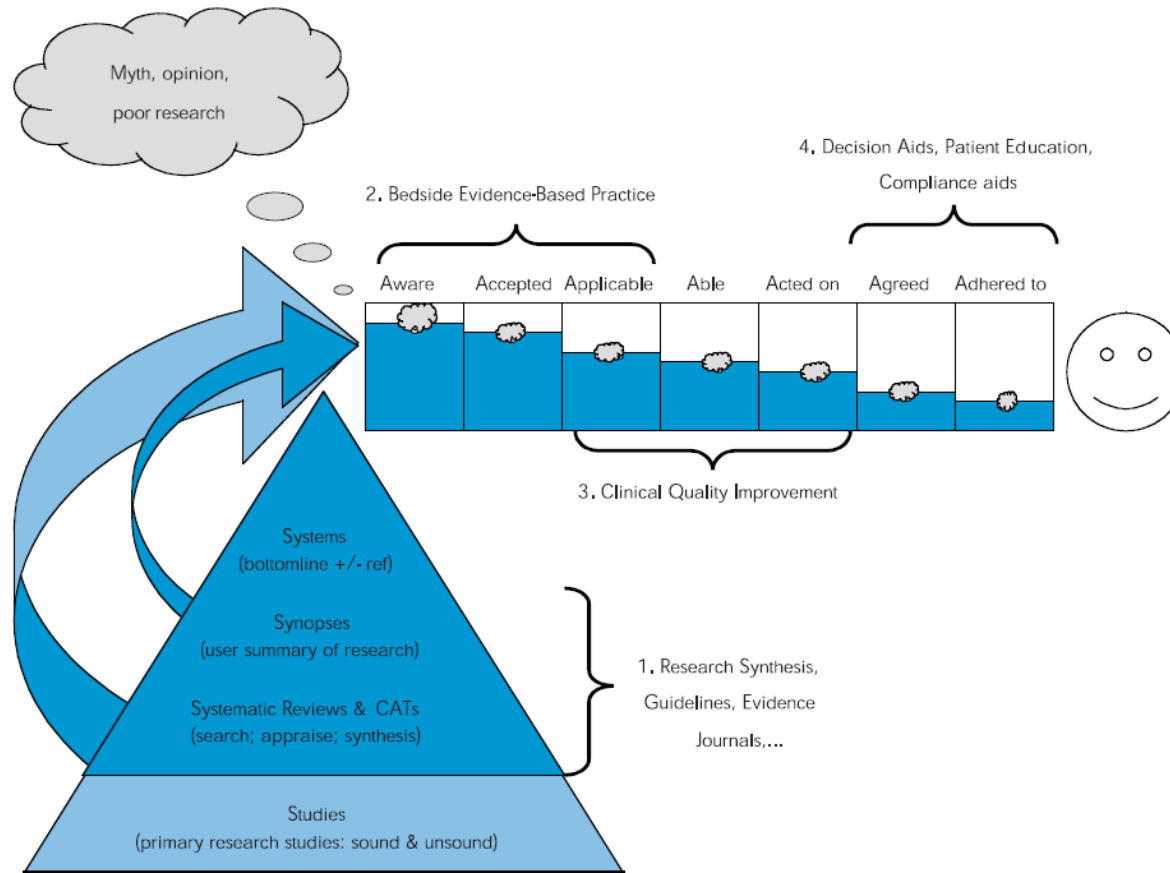 Myth, opinion,
poor research
4. Decision Aids, Patient Education,
Compliance aids
2. Bedside Evidence-Based Practice
Aware Accepted Applicable Able Acted on Agreed Adhered to
3. Clinical Quality Improvement
Systems
(bottomline +/- ref)
Synopses
(user summary of research)
Systematic Reviews & CATs
(search; appraise; synthesis)
1. Research Synthesis,
Guidelines, Evidence
Journals,...
Studies
(primary research studies: sound & unsound)